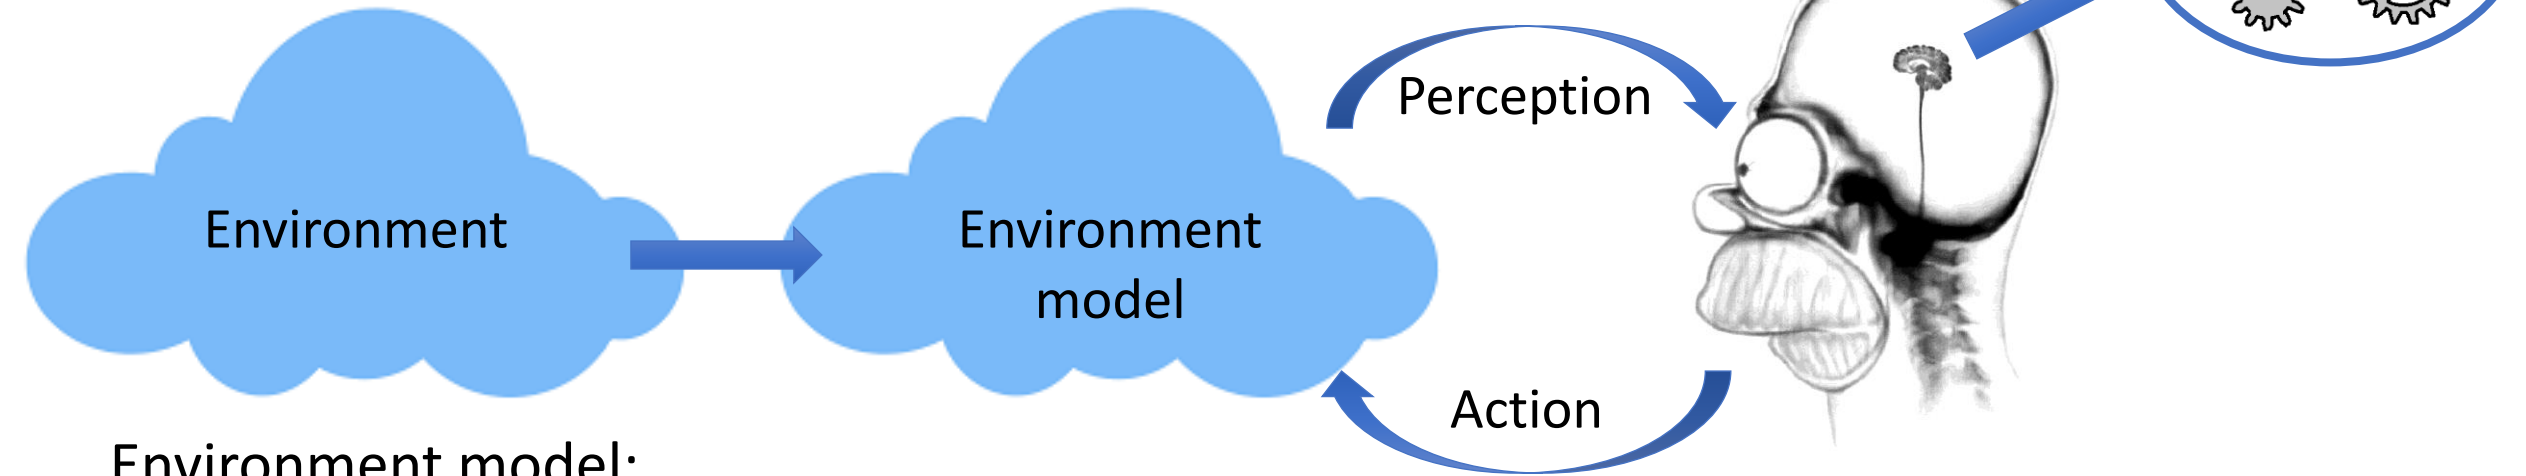 Perception
Environment
Environment
model
Action
Environment model: